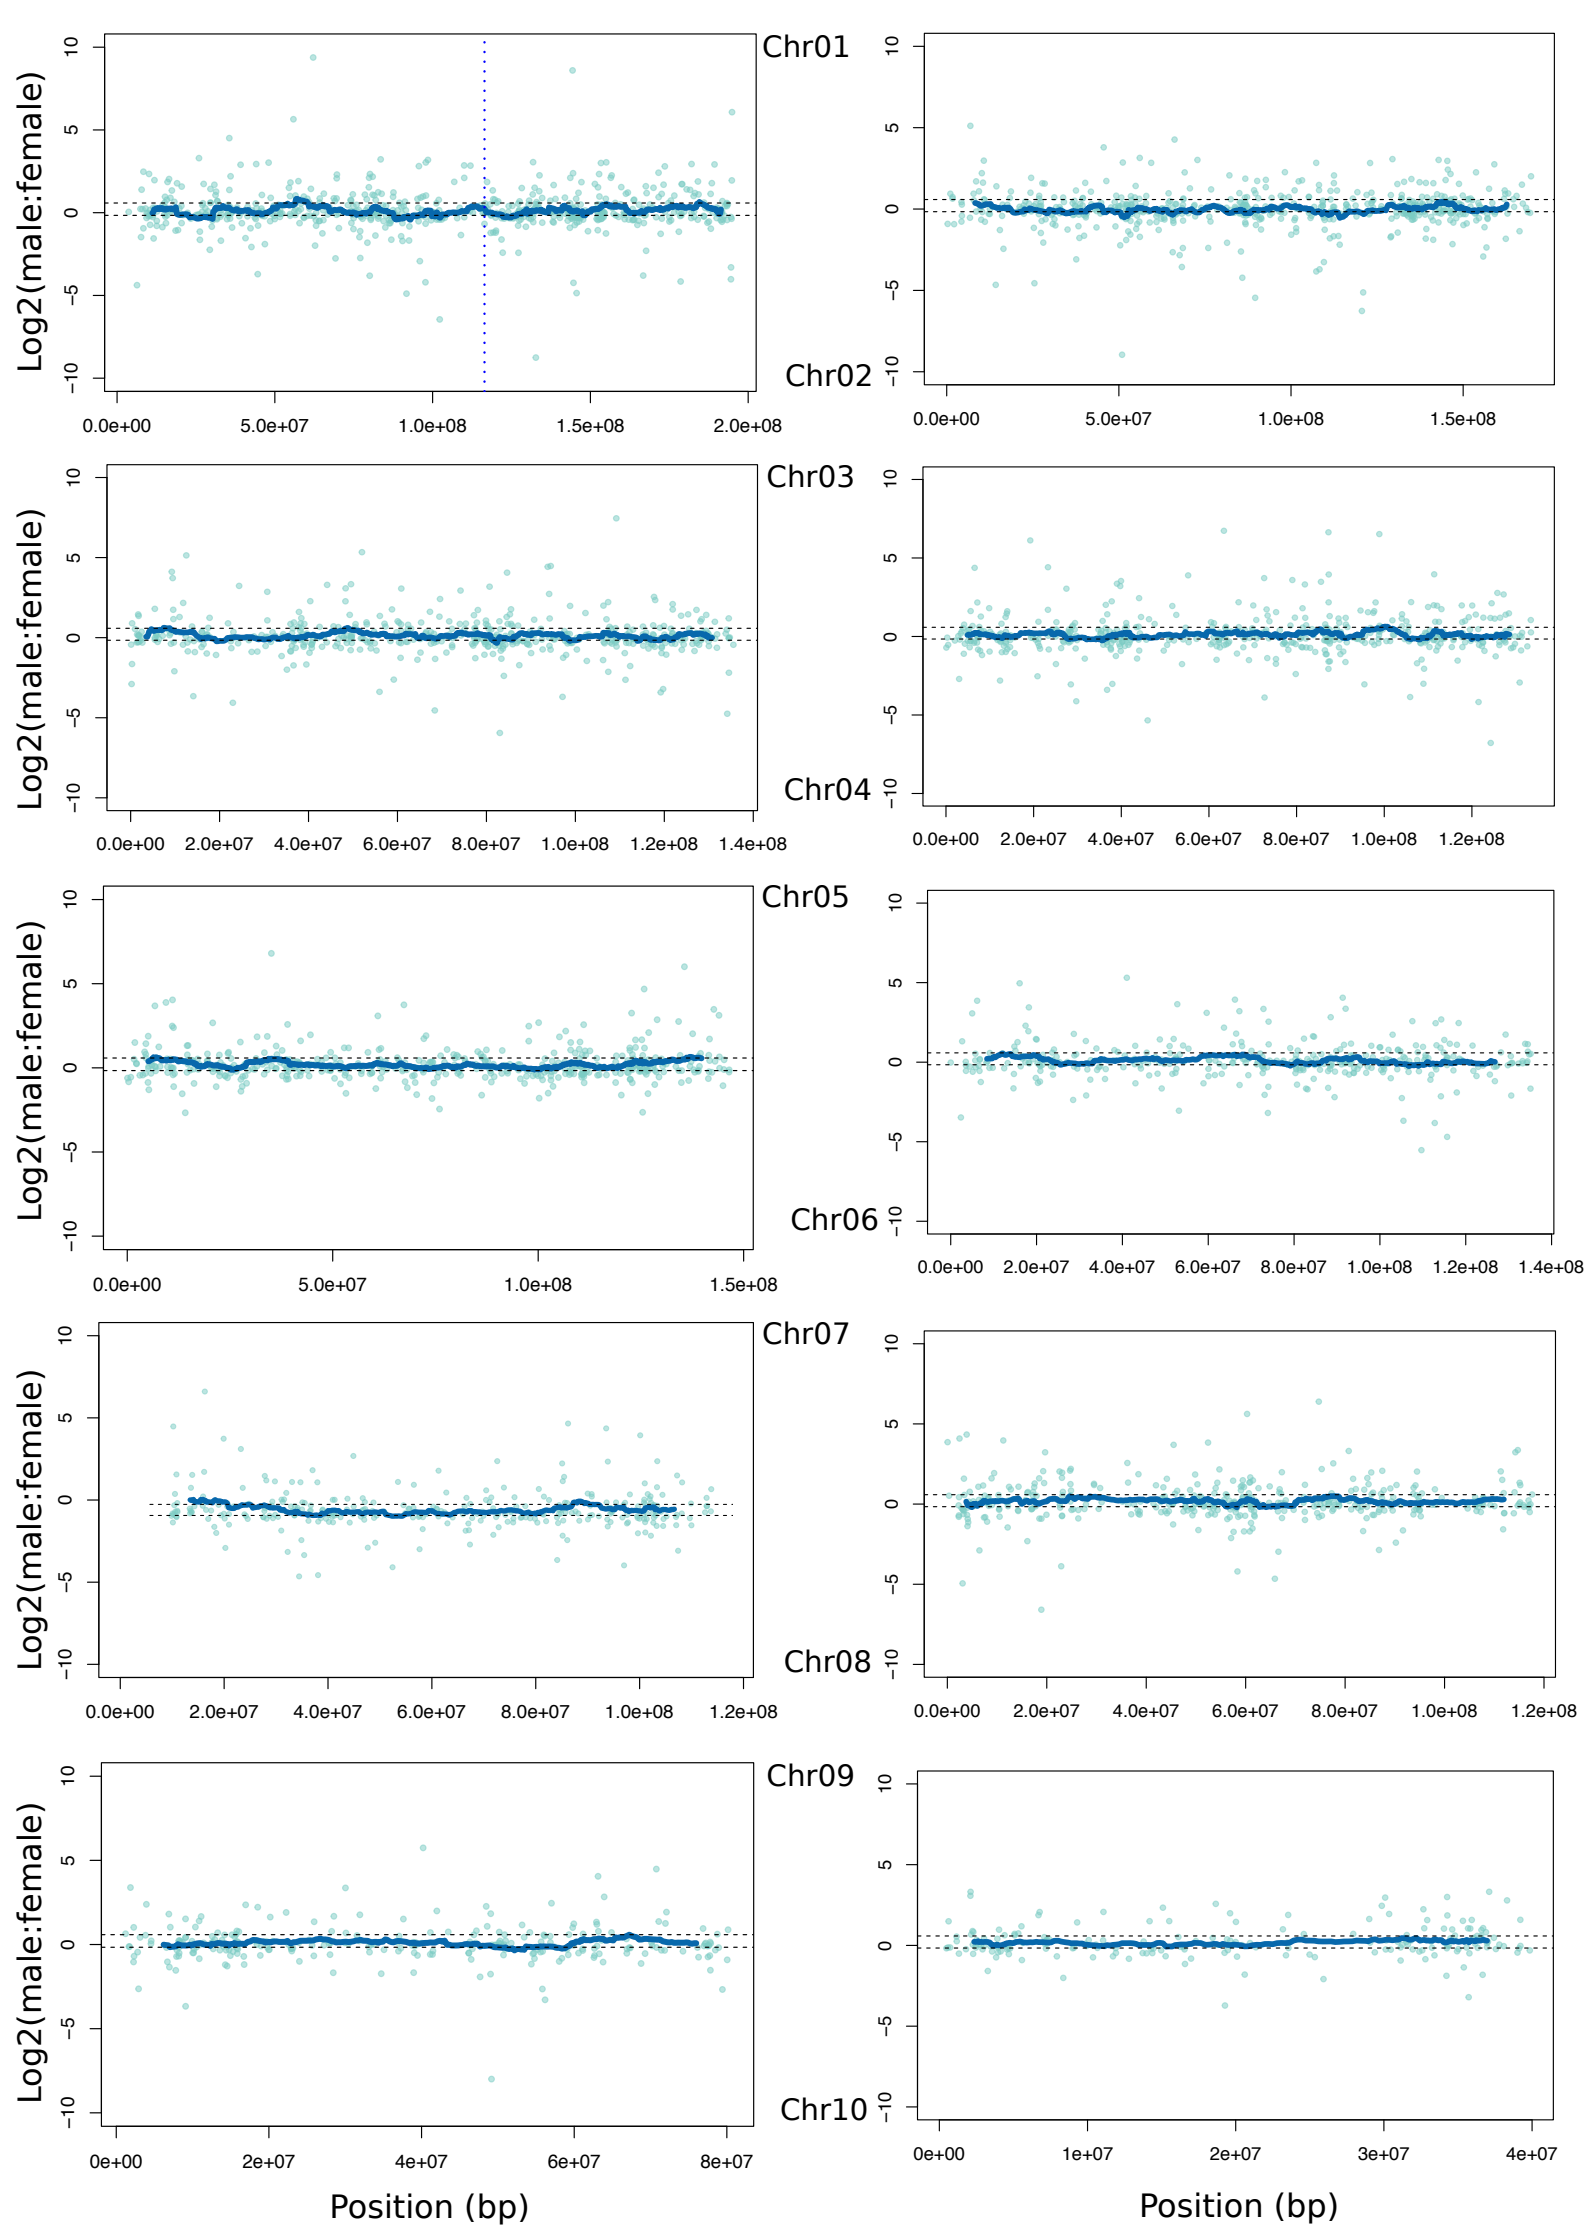 Chr01
Log2(male:female)
10
5
0
−5
−10
0.0e+00 5.0e+07 1.0e+08 1.5e+08 2.0e+08
Chr02
10
5
0
−5
−10
0.0e+00 5.0e+07 1.0e+08 1.5e+08
Chr03
Log2(male:female)
10
5
0
−5
−10
0.0e+00 2.0e+07 4.0e+07 6.0e+07 8.0e+07 1.0e+08 1.2e+08 1.4e+08
Chr04
10
5
0
−5
−10
0.0e+00 2.0e+07 4.0e+07 6.0e+07 8.0e+07 1.0e+08 1.2e+08
Chr05
Log2(male:female)
10
5
0
−5
−10
0.0e+00 5.0e+07 1.0e+08 1.5e+08
Chr06
10
5
0
−5
−10
0.0e+00 2.0e+07 4.0e+07 6.0e+07 8.0e+07 1.0e+08 1.2e+08 1.4e+08
Chr07
Log2(male:female)
10
5
0
−5
−10
0.0e+00 2.0e+07 4.0e+07 6.0e+07 8.0e+07 1.0e+08 1.2e+08
Chr08
10
5
0
−5
−10
0.0e+00 2.0e+07 4.0e+07 6.0e+07 8.0e+07 1.0e+08 1.2e+08
Chr09
Log2(male:female)
10
5
0
−5
−10
0e+00 2e+07 4e+07 6e+07 8e+07
Position (bp)
Chr10
10
5
0
−5
−10
0e+00 1e+07 2e+07 3e+07 4e+07
Position (bp)